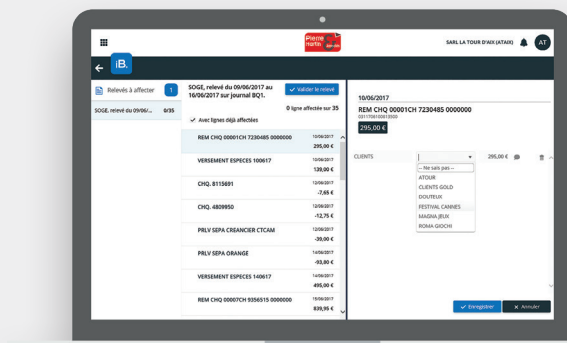 Pierre
martin
SARL LA TOUR D'AIX (ATAIX)
AT
iB.
Relevés à affecter 1
SOGE, relevé du 09/06/... 0/35
SOGE, relevé du 09/06/2017 au
16/06/2017 sur journal BQ1.
Valider le relevé
0 ligne affectée sur 35
Avec lignes déjà affectées
REM CHQ 00001CH 7230485 0000000 10/06/2017
295,00 €
VERSEMENT ESPECES 100617 10/06/2017
139,00 €
CHQ. 8115691 12/06/2017
-7,65 €
CHQ. 4809950 12/06/2017
-12,75 €
PRLV SEPA CREANCIER CTCAM 12/06/2017
-39,00 €
PRLV SEPA ORANGE 14/06/2017
-93,80 €
VERSEMENT ESPECES 140617 14/06/2017
495,00 €
REM CHQ 00007CH 9356515 0000000 15/06/2017
839,95 €
10/06/2017
REM CHQ 00001CH 7230485 0000000
295,00 €
CLIENTS 295,00 €
-- Ne sais pas --
ATOUR
CLIENTS GOLD
DOUTEUX
FESTIVAL CANNES
MAGNA JEUX
ROMA GIOCHI
Enregistrer
Annuler